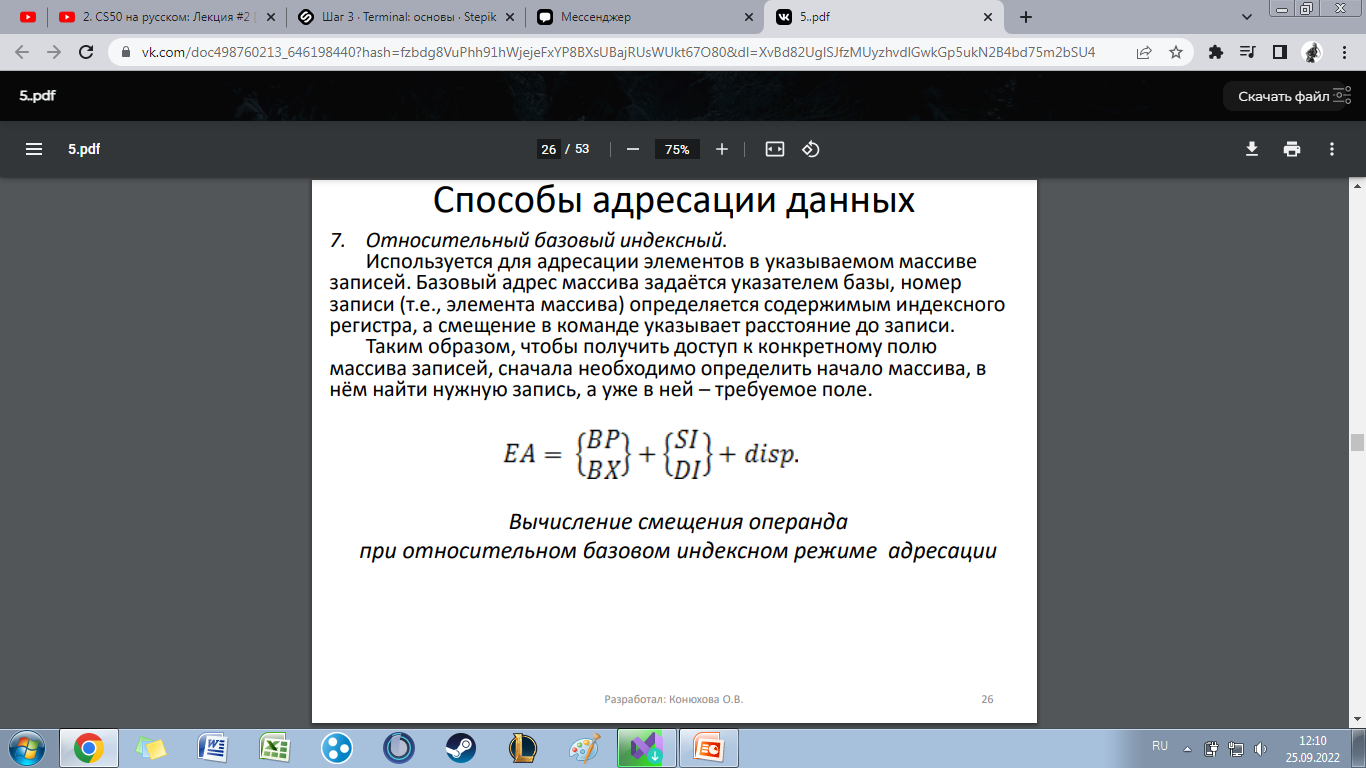 2. CS50 на русском: Лекция #2
Шаг 3 · Terminal: основы · Stepik
Мессенджер
5..pdf
vk.com/doc498760213_646198440?hash=fzbdg8VuPhh91hWjejeFxYP8BXsUBajRUsWUkt67O80&dl=XvBd82UgISJfzMUyzhvdlGwkGp5ukN2B4bd75m2bSU4
5..pdf
Скачать файл
5.pdf
26 / 53
75%
Способы адресации данных
7. Относительный базовый индексный.
Используется для адресации элементов в указываемом массиве
записей. Базовый адрес массива задаётся указателем базы, номер
записи (т.е., элемента массива) определяется содержимым индексного
регистра, а смещение в команде указывает расстояние до записи.
Таким образом, чтобы получить доступ к конкретному полю
массива записей, сначала необходимо определить начало массива, в
нём найти нужную запись, а уже в ней – требуемое поле.
EA = {BP BX} + {SI DI} + disp.
Вычисление смещения операнда
при относительном базовом индексном режиме адресации
Разработал: Конюхова О.В.
26
RU
12:10
25.09.2022